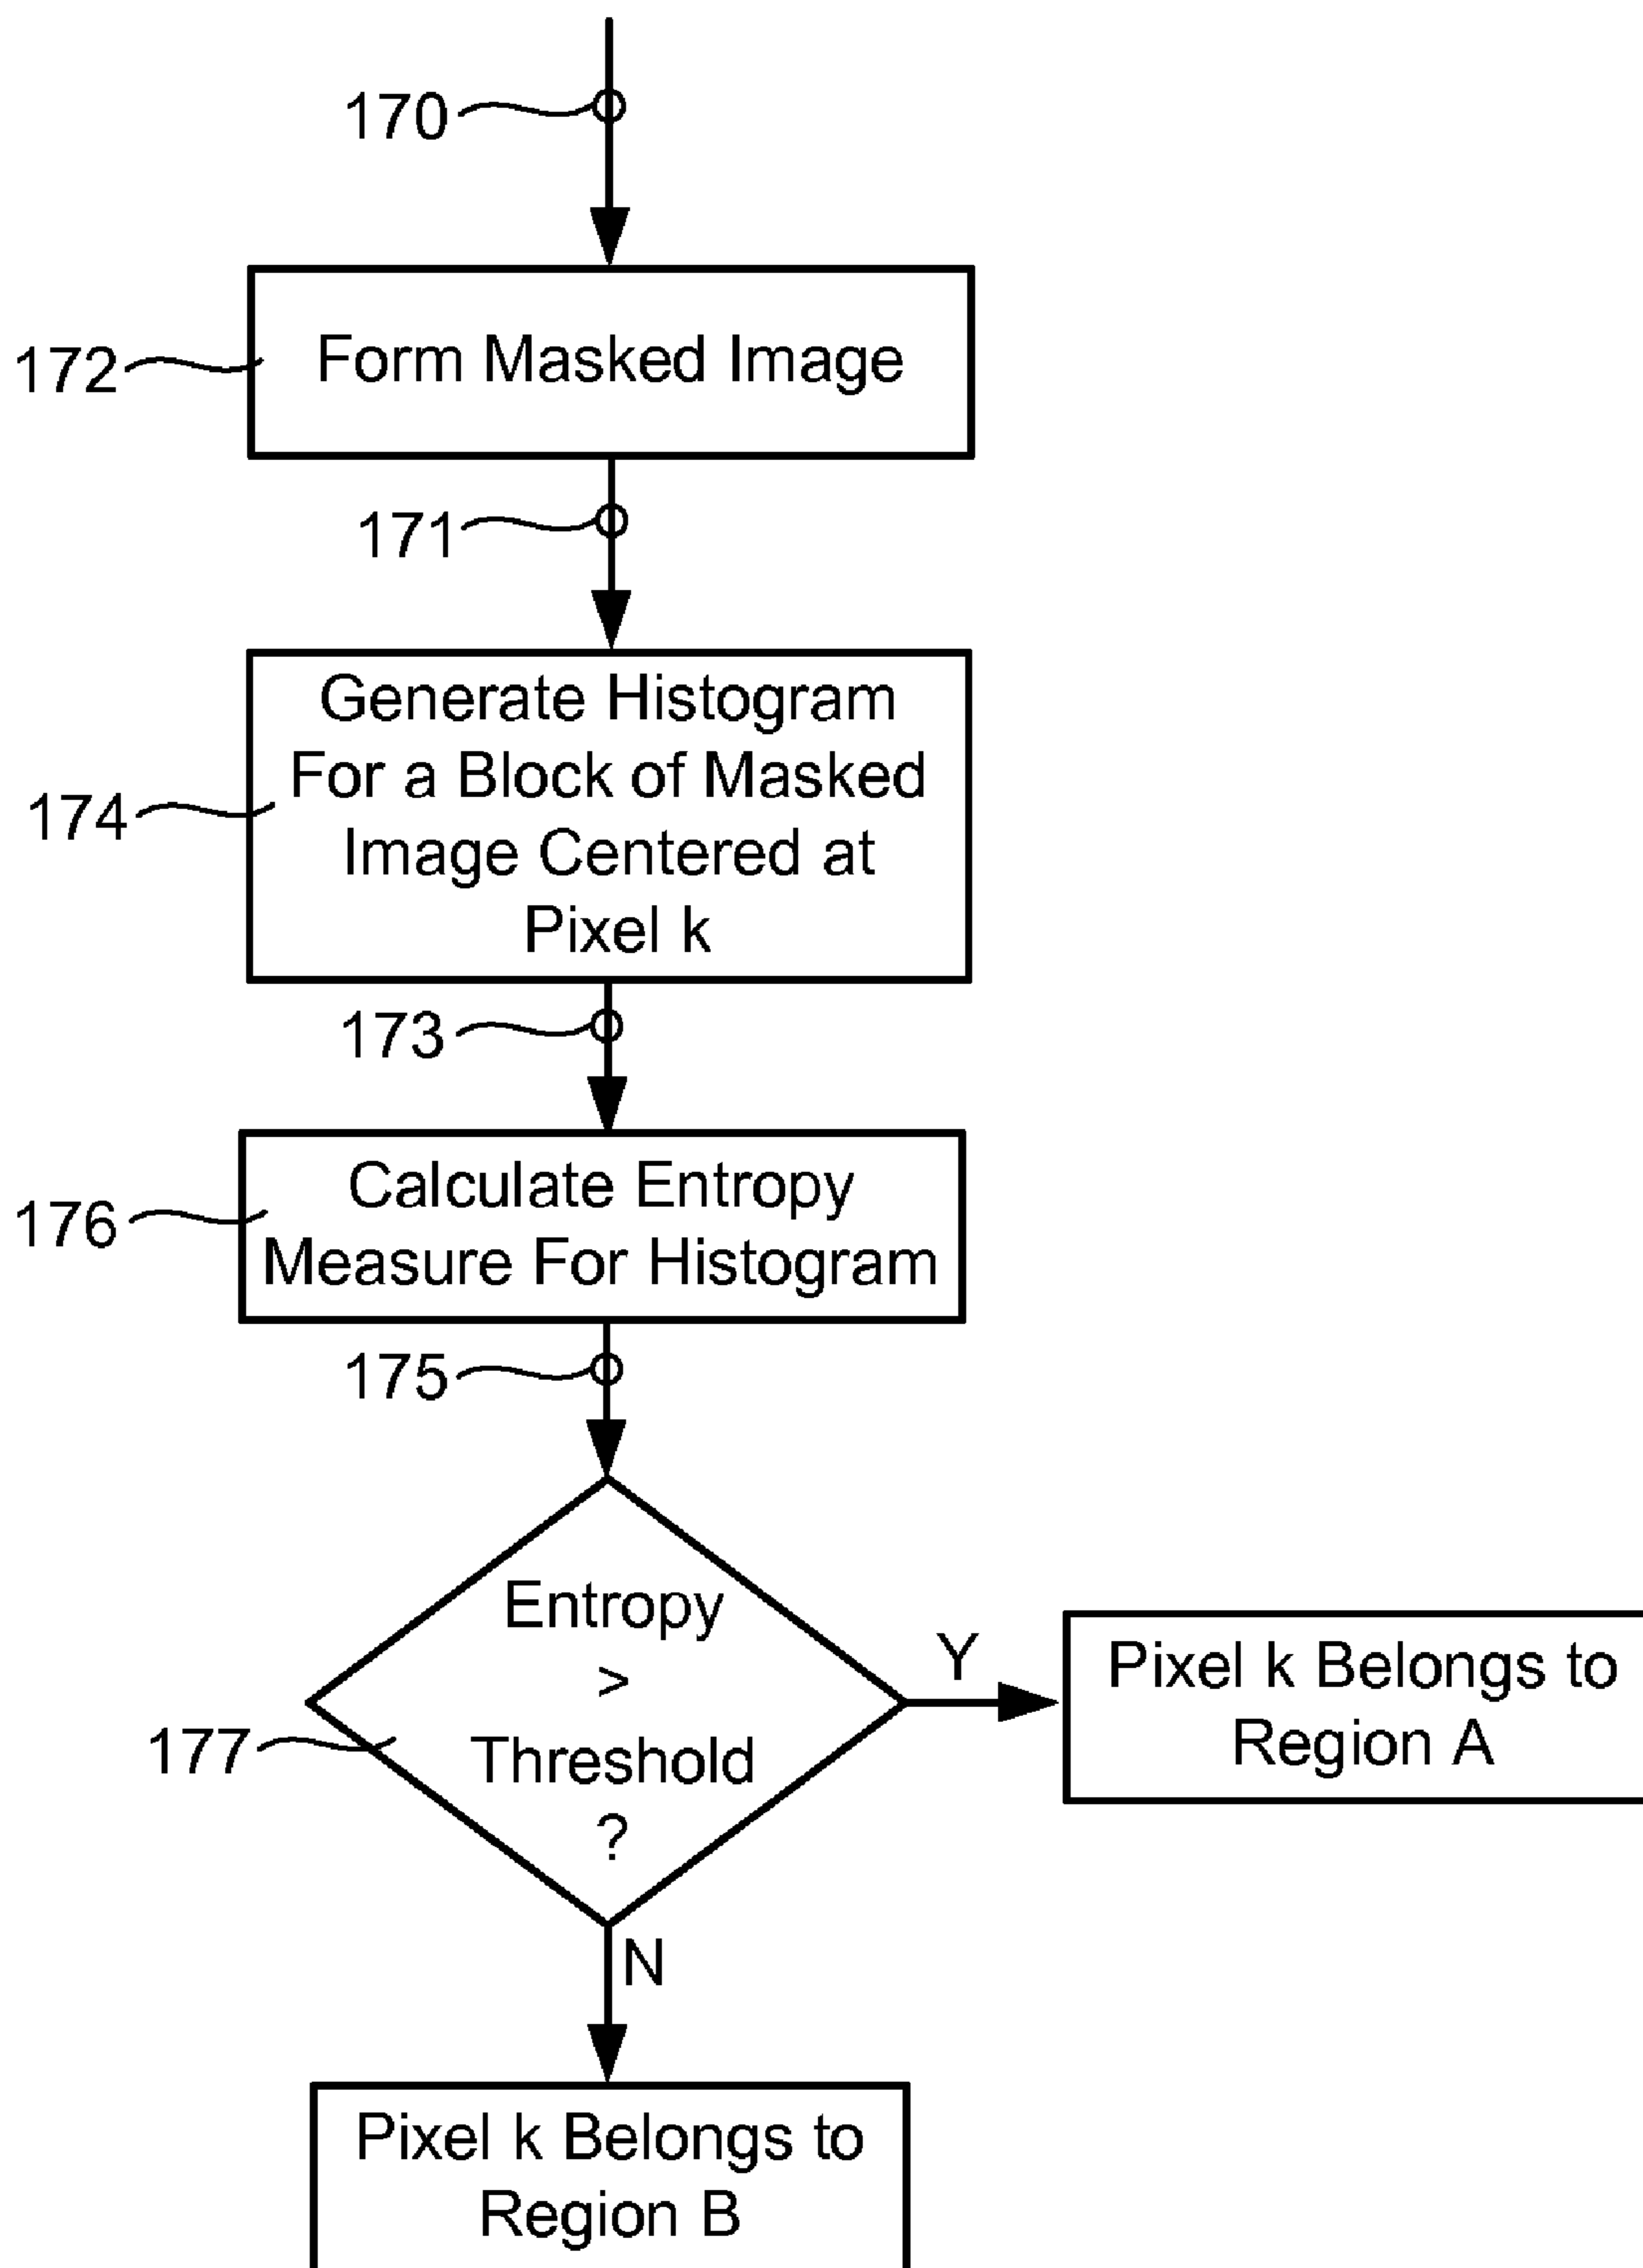 170
172
Form Masked Image
171
174
Generate Histogram
For a Block of Masked
Image Centered at
Pixel k
173
176
Calculate Entropy
Measure For Histogram
175
177
Entropy
>
Threshold
?
Y
Pixel k Belongs to
Region A
N
Pixel k Belongs to
Region B